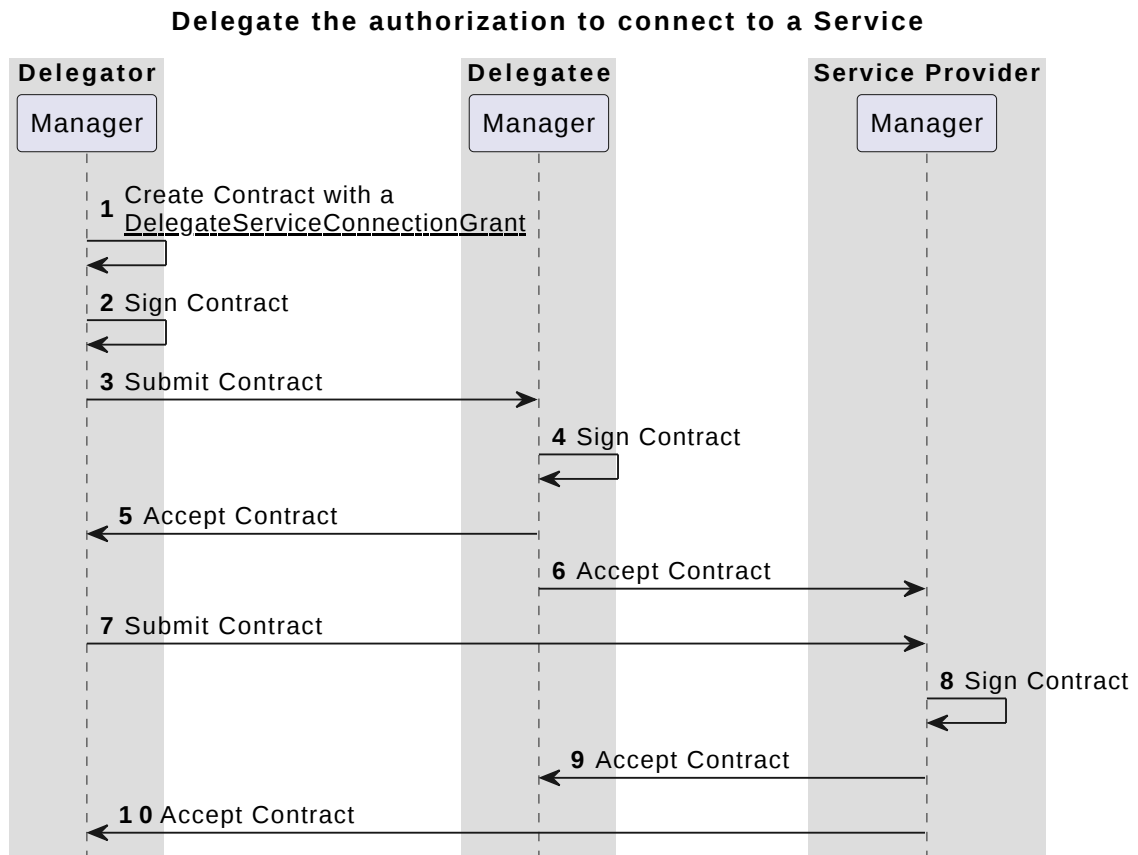 Delegate the authorization to connect to a Service
Delegator
Delegatee
Service Provider
Manager
Manager
Manager
1 Create Contract with a
DelegateServiceConnectionGrant
2 Sign Contract
3 Submit Contract
4 Sign Contract
5 Accept Contract
6 Accept Contract
7 Submit Contract
8 Sign Contract
9 Accept Contract
10 Accept Contract